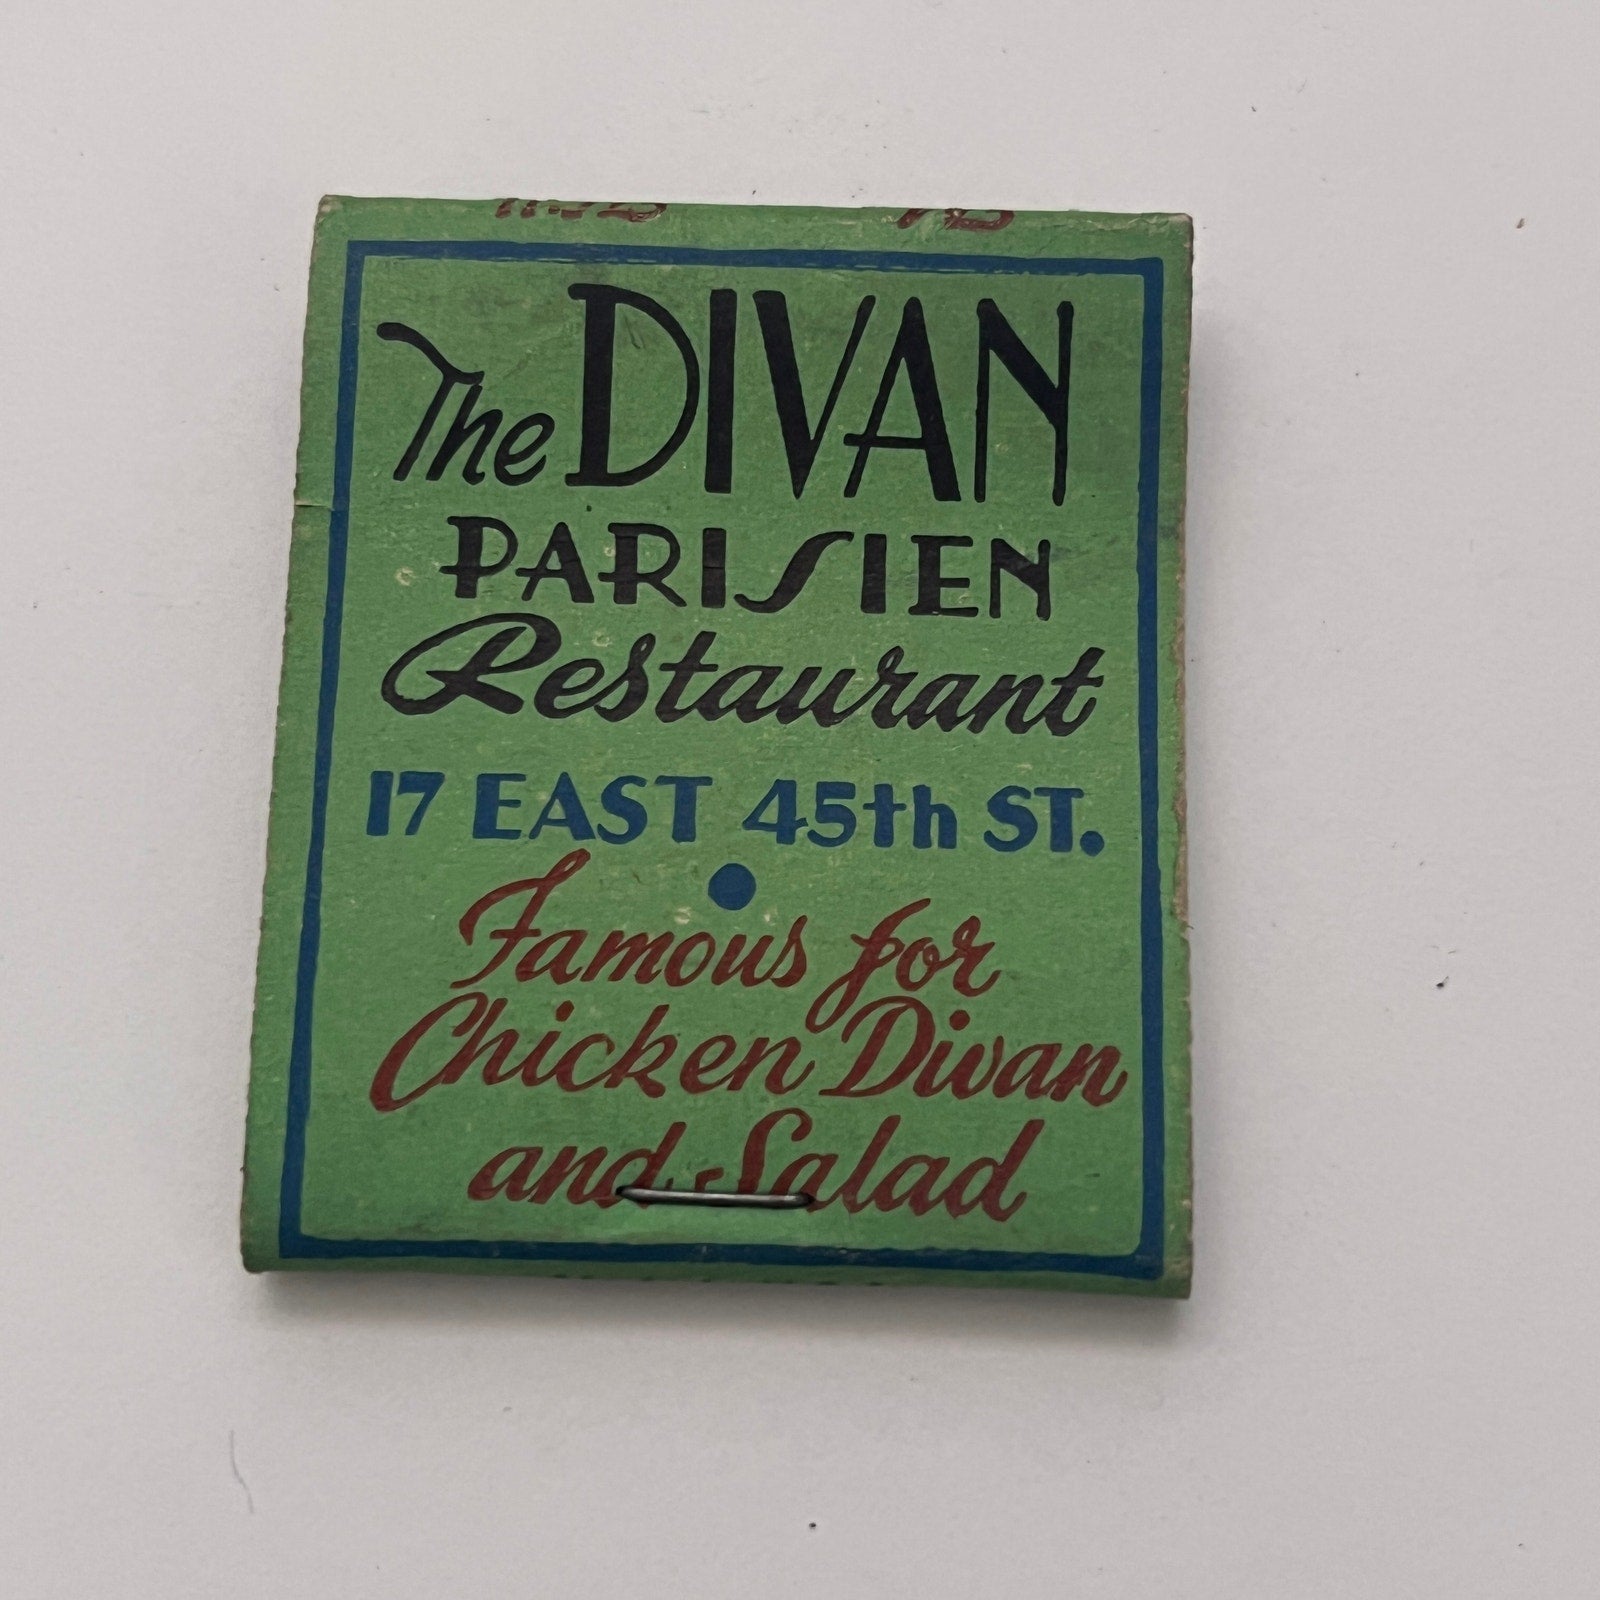 The DIVAN
PARISIEN
Restaurant
17 EAST 45th ST.
Famous for
Chicken Divan
and Salad